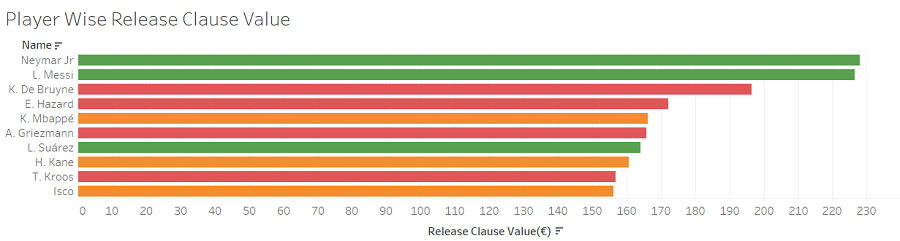 Player Wise Release Clause Value
Name
Neymar Jr
L. Messi
K. De Bruyne
E. Hazard
K. Mbappé
A. Griezmann
L. Suárez
H. Kane
T. Kroos
Isco
0 10 20 30 40 50 60 70 80 90 100 110 120 130 140 150 160 170 180 190 200 210 220 230
Release Clause Value(€)